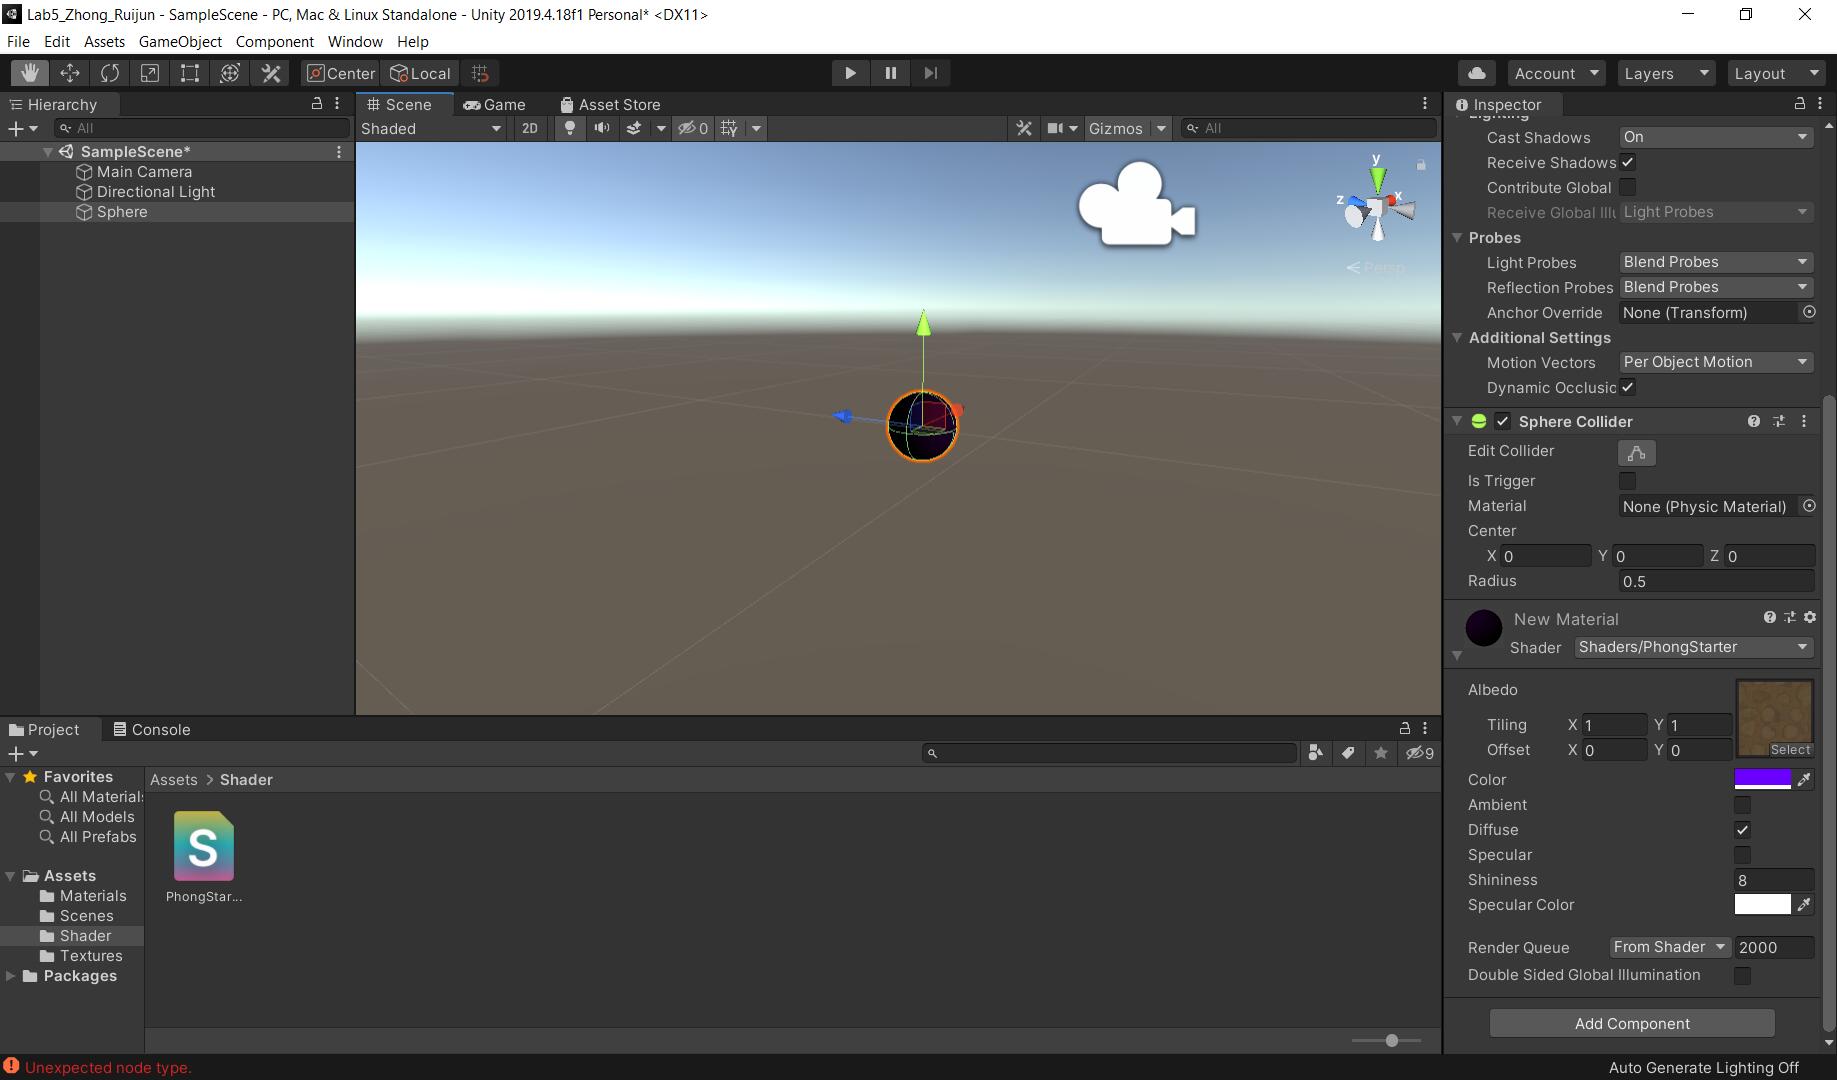 Lab5_Zhong_Ruijun - SampleScene - PC, Mac & Linux Standalone - Unity 2019.4.18f1 Personal* <DX11>
File Edit Assets GameObject Component Window Help
Center Local Account Layers Layout
Hierarchy
All
SampleScene*
Main Camera
Directional Light
Sphere
Scene Game Asset Store
Shaded 2D 0 Gizmos All
y
z x
Persp
Inspector
Lighting
Cast Shadows On
Receive Shadows
Contribute Global
Receive Global Illu Light Probes
Probes
Light Probes Blend Probes
Reflection Probes Blend Probes
Anchor Override None (Transform)
Additional Settings
Motion Vectors Per Object Motion
Dynamic Occlusio
Sphere Collider
Edit Collider
Is Trigger
Material None (Physic Material)
Center
X 0 Y 0 Z 0
Radius 0.5
New Material
Shader Shaders/PhongStarter
Albedo
Tiling X 1 Y 1
Offset X 0 Y 0 Select
Color
Ambient
Diffuse
Specular
Shininess 8
Specular Color
Render Queue From Shader 2000
Double Sided Global Illumination
Add Component
Project Console
9
Favorites
All Material
All Models
All Prefabs
Assets
Materials
Scenes
Shader
Textures
Packages
Assets > Shader
S
PhongStar...
Unexpected node type.
Auto Generate Lighting Off